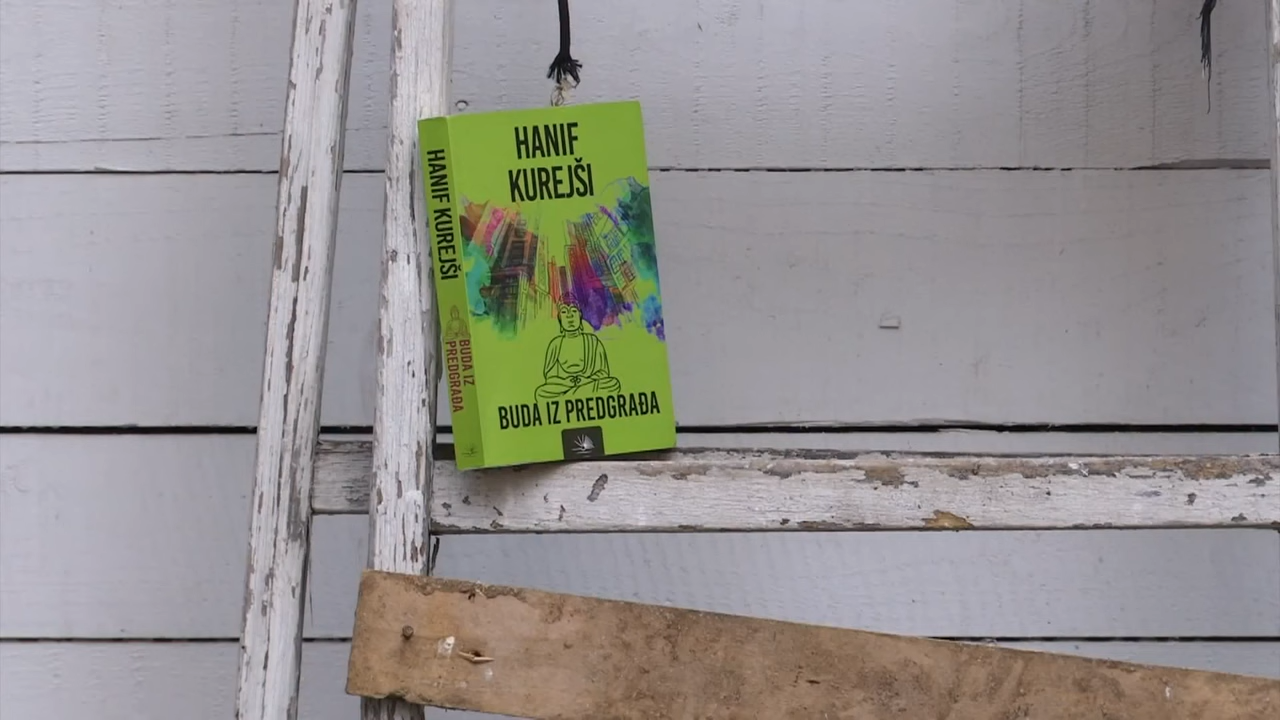 HANIF
KUREJŠI
BUDA IZ PREDGRAĐA
HANIF KUREJŠI
BUDA IZ
PREDGRAĐA